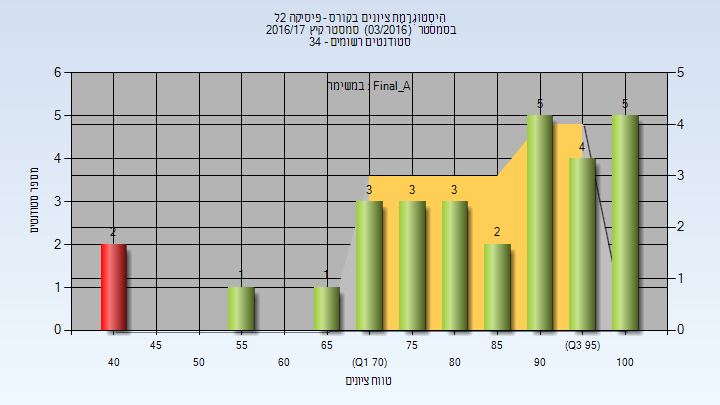 היסטוגרמת ציונים בקורס - פיסיקה 2ל
בסמסטר (03/2016) סמסטר קיץ 2016/17
סטודנטים רשומים - 34
במשימה : Final_A
מספר סטודנטים
6 5 4 3 2 1 0
5 4 3 2 1 0
2 1 1 3 3 3 2 5 4 5
45 55 65 75 85 (Q3 95)
40 50 60 (Q1 70) 80 90 100
טווח ציונים